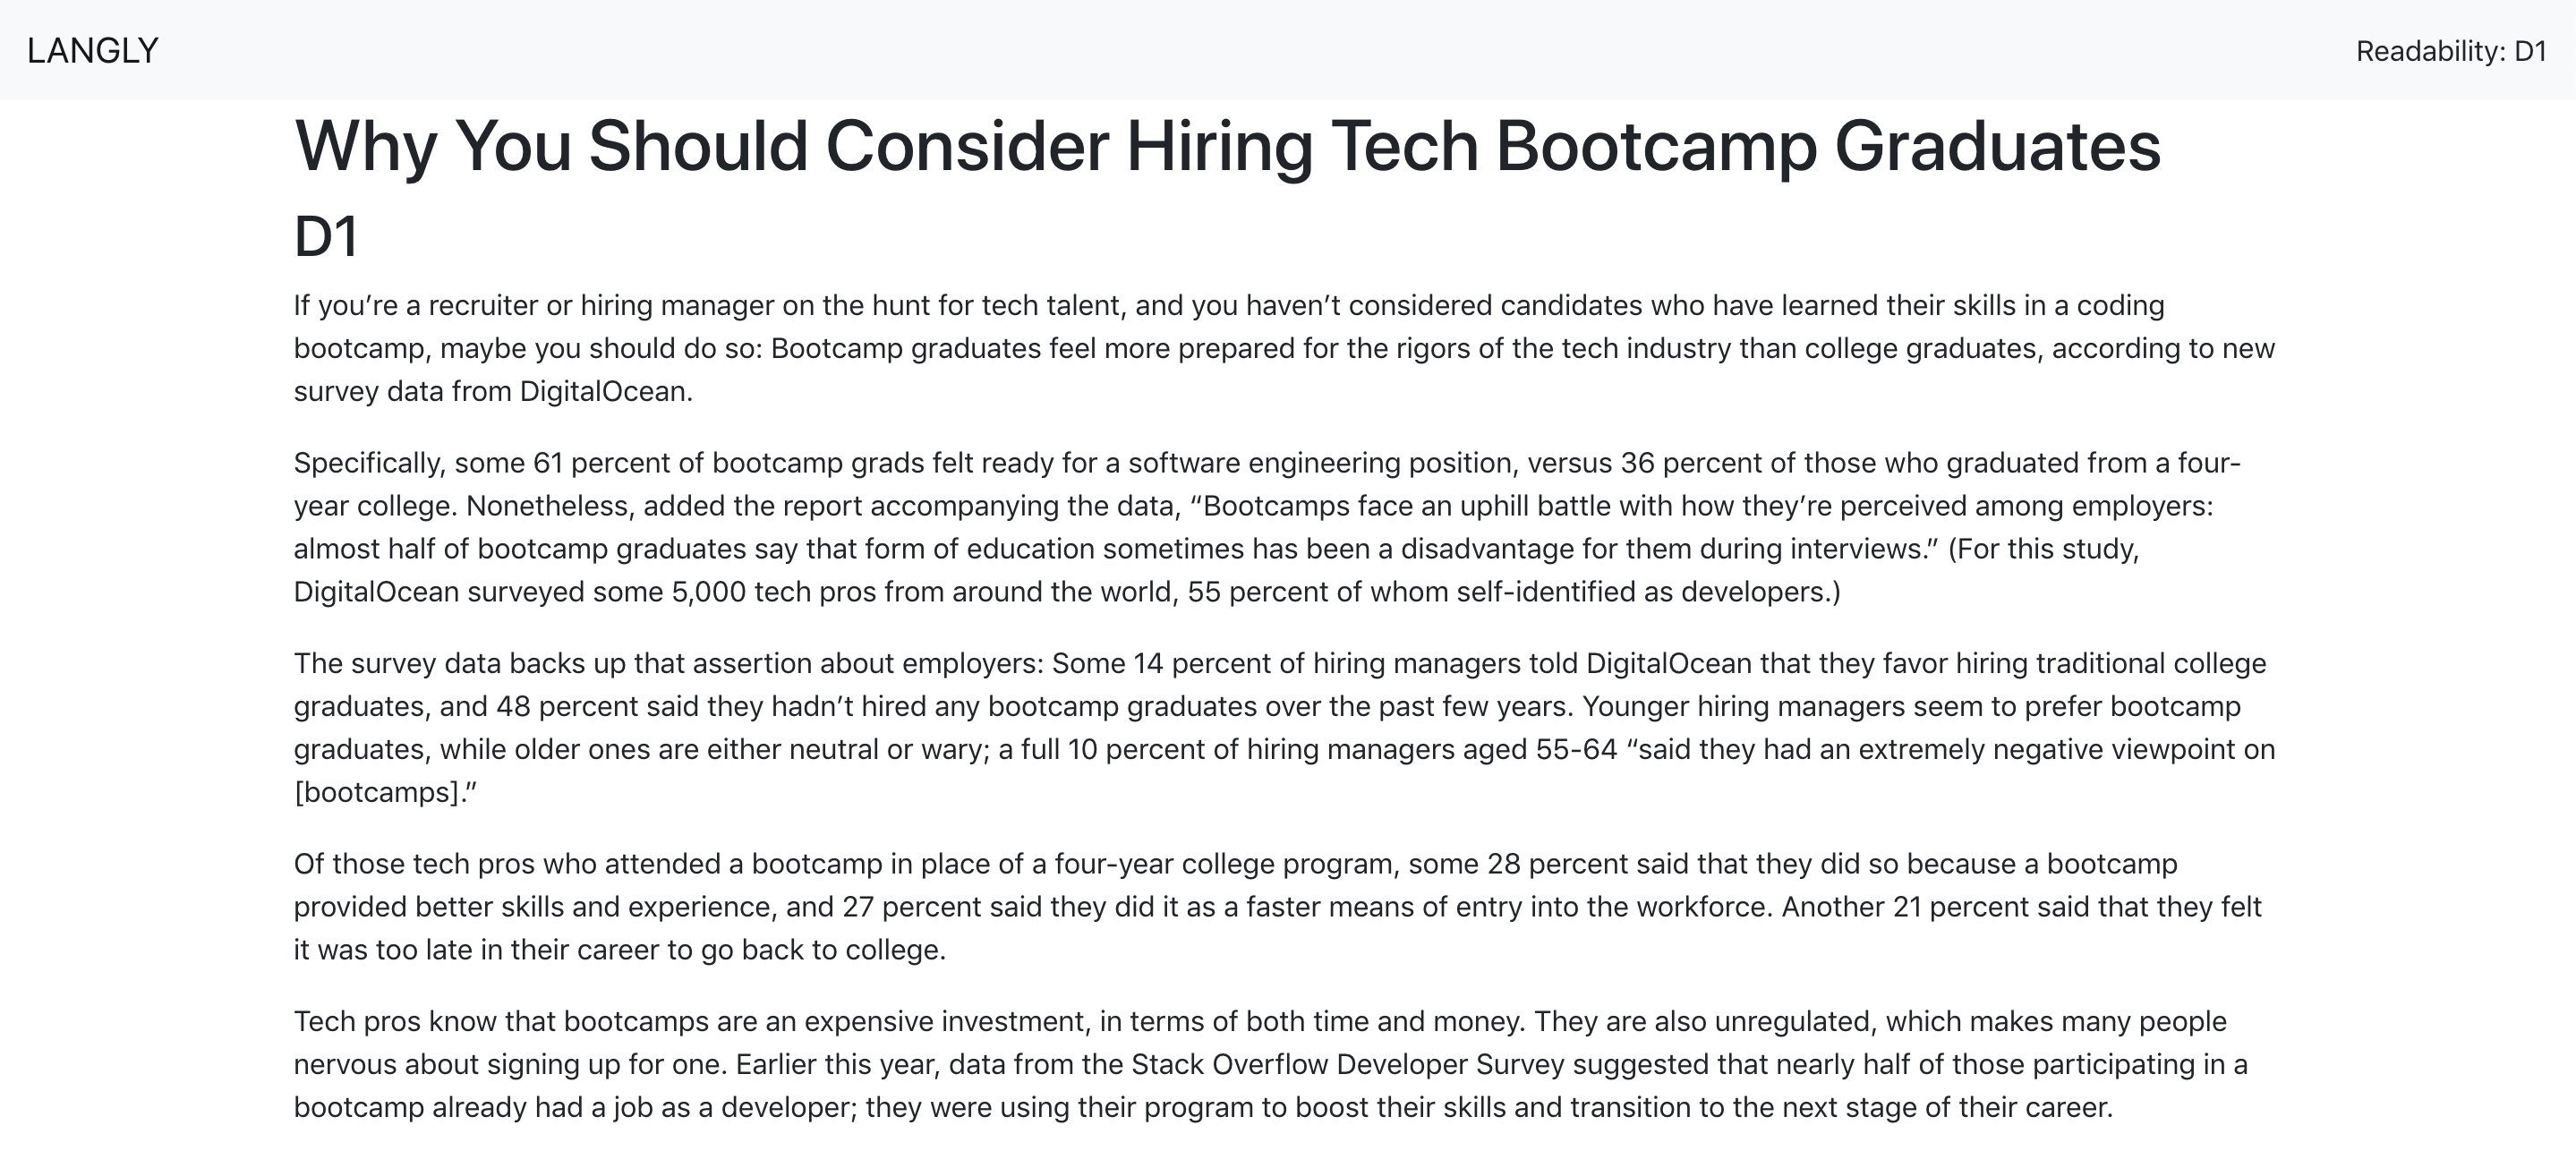 LANGLY
Readability: D1
Why You Should Consider Hiring Tech Bootcamp Graduates
D1
If you’re a recruiter or hiring manager on the hunt for tech talent, and you haven’t considered candidates who have learned their skills in a coding
bootcamp, maybe you should do so: Bootcamp graduates feel more prepared for the rigors of the tech industry than college graduates, according to new
survey data from DigitalOcean.
Specifically, some 61 percent of bootcamp grads felt ready for a software engineering position, versus 36 percent of those who graduated from a four-
year college. Nonetheless, added the report accompanying the data, “Bootcamps face an uphill battle with how they’re perceived among employers:
almost half of bootcamp graduates say that form of education sometimes has been a disadvantage for them during interviews.” (For this study,
DigitalOcean surveyed some 5,000 tech pros from around the world, 55 percent of whom self-identified as developers.)
The survey data backs up that assertion about employers: Some 14 percent of hiring managers told DigitalOcean that they favor hiring traditional college
graduates, and 48 percent said they hadn’t hired any bootcamp graduates over the past few years. Younger hiring managers seem to prefer bootcamp
graduates, while older ones are either neutral or wary; a full 10 percent of hiring managers aged 55-64 “said they had an extremely negative viewpoint on
[bootcamps].”
Of those tech pros who attended a bootcamp in place of a four-year college program, some 28 percent said that they did so because a bootcamp
provided better skills and experience, and 27 percent said they did it as a faster means of entry into the workforce. Another 21 percent said that they felt
it was too late in their career to go back to college.
Tech pros know that bootcamps are an expensive investment, in terms of both time and money. They are also unregulated, which makes many people
nervous about signing up for one. Earlier this year, data from the Stack Overflow Developer Survey suggested that nearly half of those participating in a
bootcamp already had a job as a developer; they were using their program to boost their skills and transition to the next stage of their career.